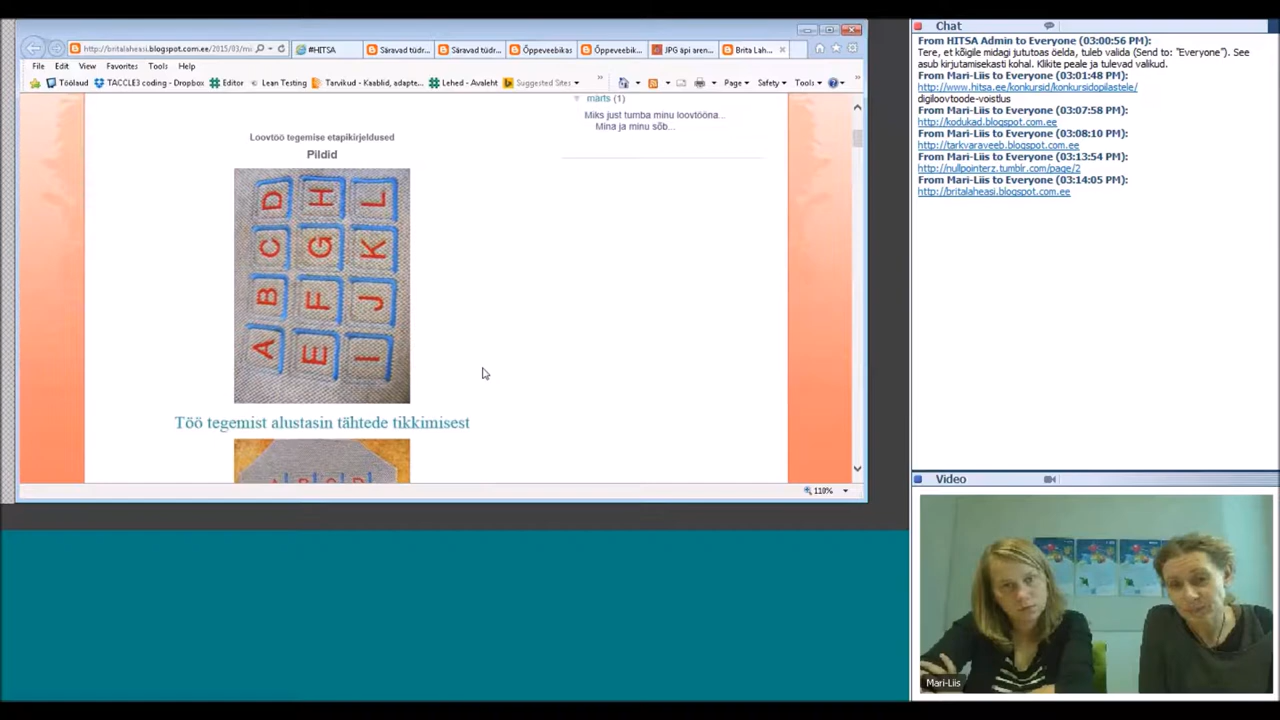 http://britalaheasi.blogspot.com.ee/2015/03/mi
#HITSA
Säravad tüdr...
Säravad tüdr...
Õppeveebikas
Õppeveebik...
JPG äpi aren...
Brita Lah...
File Edit View Favorites Tools Help
Töölaud
TACCLE3 coding - Dropbox
Editor
Lean Testing
Tarvikud - Kaablid, adapte...
Lehed - Avaleht
Suggested Sites
Page
Safety
Tools
märts (1)
Miks just tumba minu loovtööna...
Mina ja minu sõb...
Loovtöö tegemise etapikirjeldused
Pildid
D H L
C G K
B F J
A E I
Töö tegemist alustasin tähtede tikkimisest
110%
Chat
From HITSA Admin to Everyone (03:00:56 PM):
Tere, et kõigile midagi jututoas öelda, tuleb valida (Send to: "Everyone"). See
asub kirjutamisekasti kohal. Klikite peale ja tulevad valikud.
From Mari-Liis to Everyone (03:01:48 PM):
http://www.hitsa.ee/konkursid/konkursidopilastele/
digiloovtoode-voistlus
From Mari-Liis to Everyone (03:07:58 PM):
http://kodukad.blogspot.com.ee
From Mari-Liis to Everyone (03:08:10 PM):
http://tarkvaraveeb.blogspot.com.ee
From Mari-Liis to Everyone (03:13:54 PM):
http://nullpointerz.tumblr.com/page/2
From Mari-Liis to Everyone (03:14:05 PM):
http://britalaheasi.blogspot.com.ee
Video
Mari-Liis